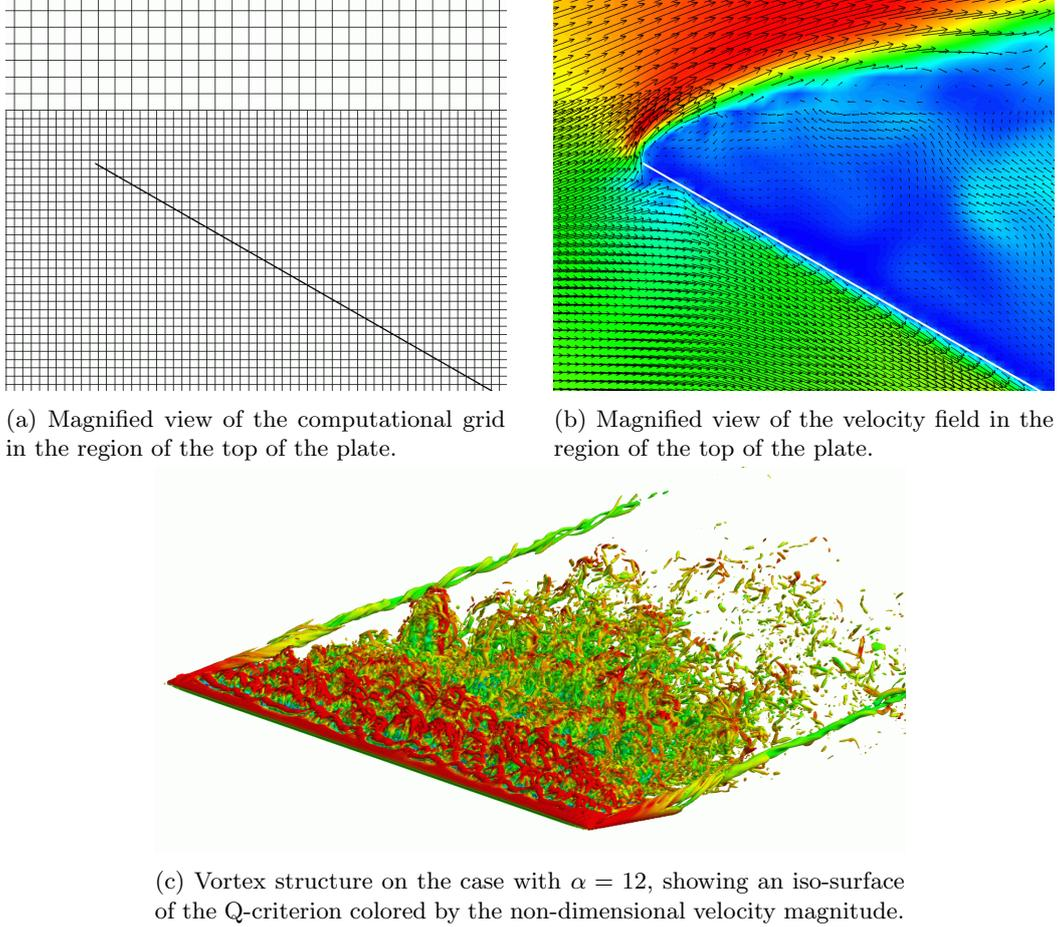 (a) Magnified view of the computational grid
in the region of the top of the plate.
(b) Magnified view of the velocity field in the
region of the top of the plate.
(c) Vortex structure on the case with α = 12, showing an iso-surface
of the Q-criterion colored by the non-dimensional velocity magnitude.